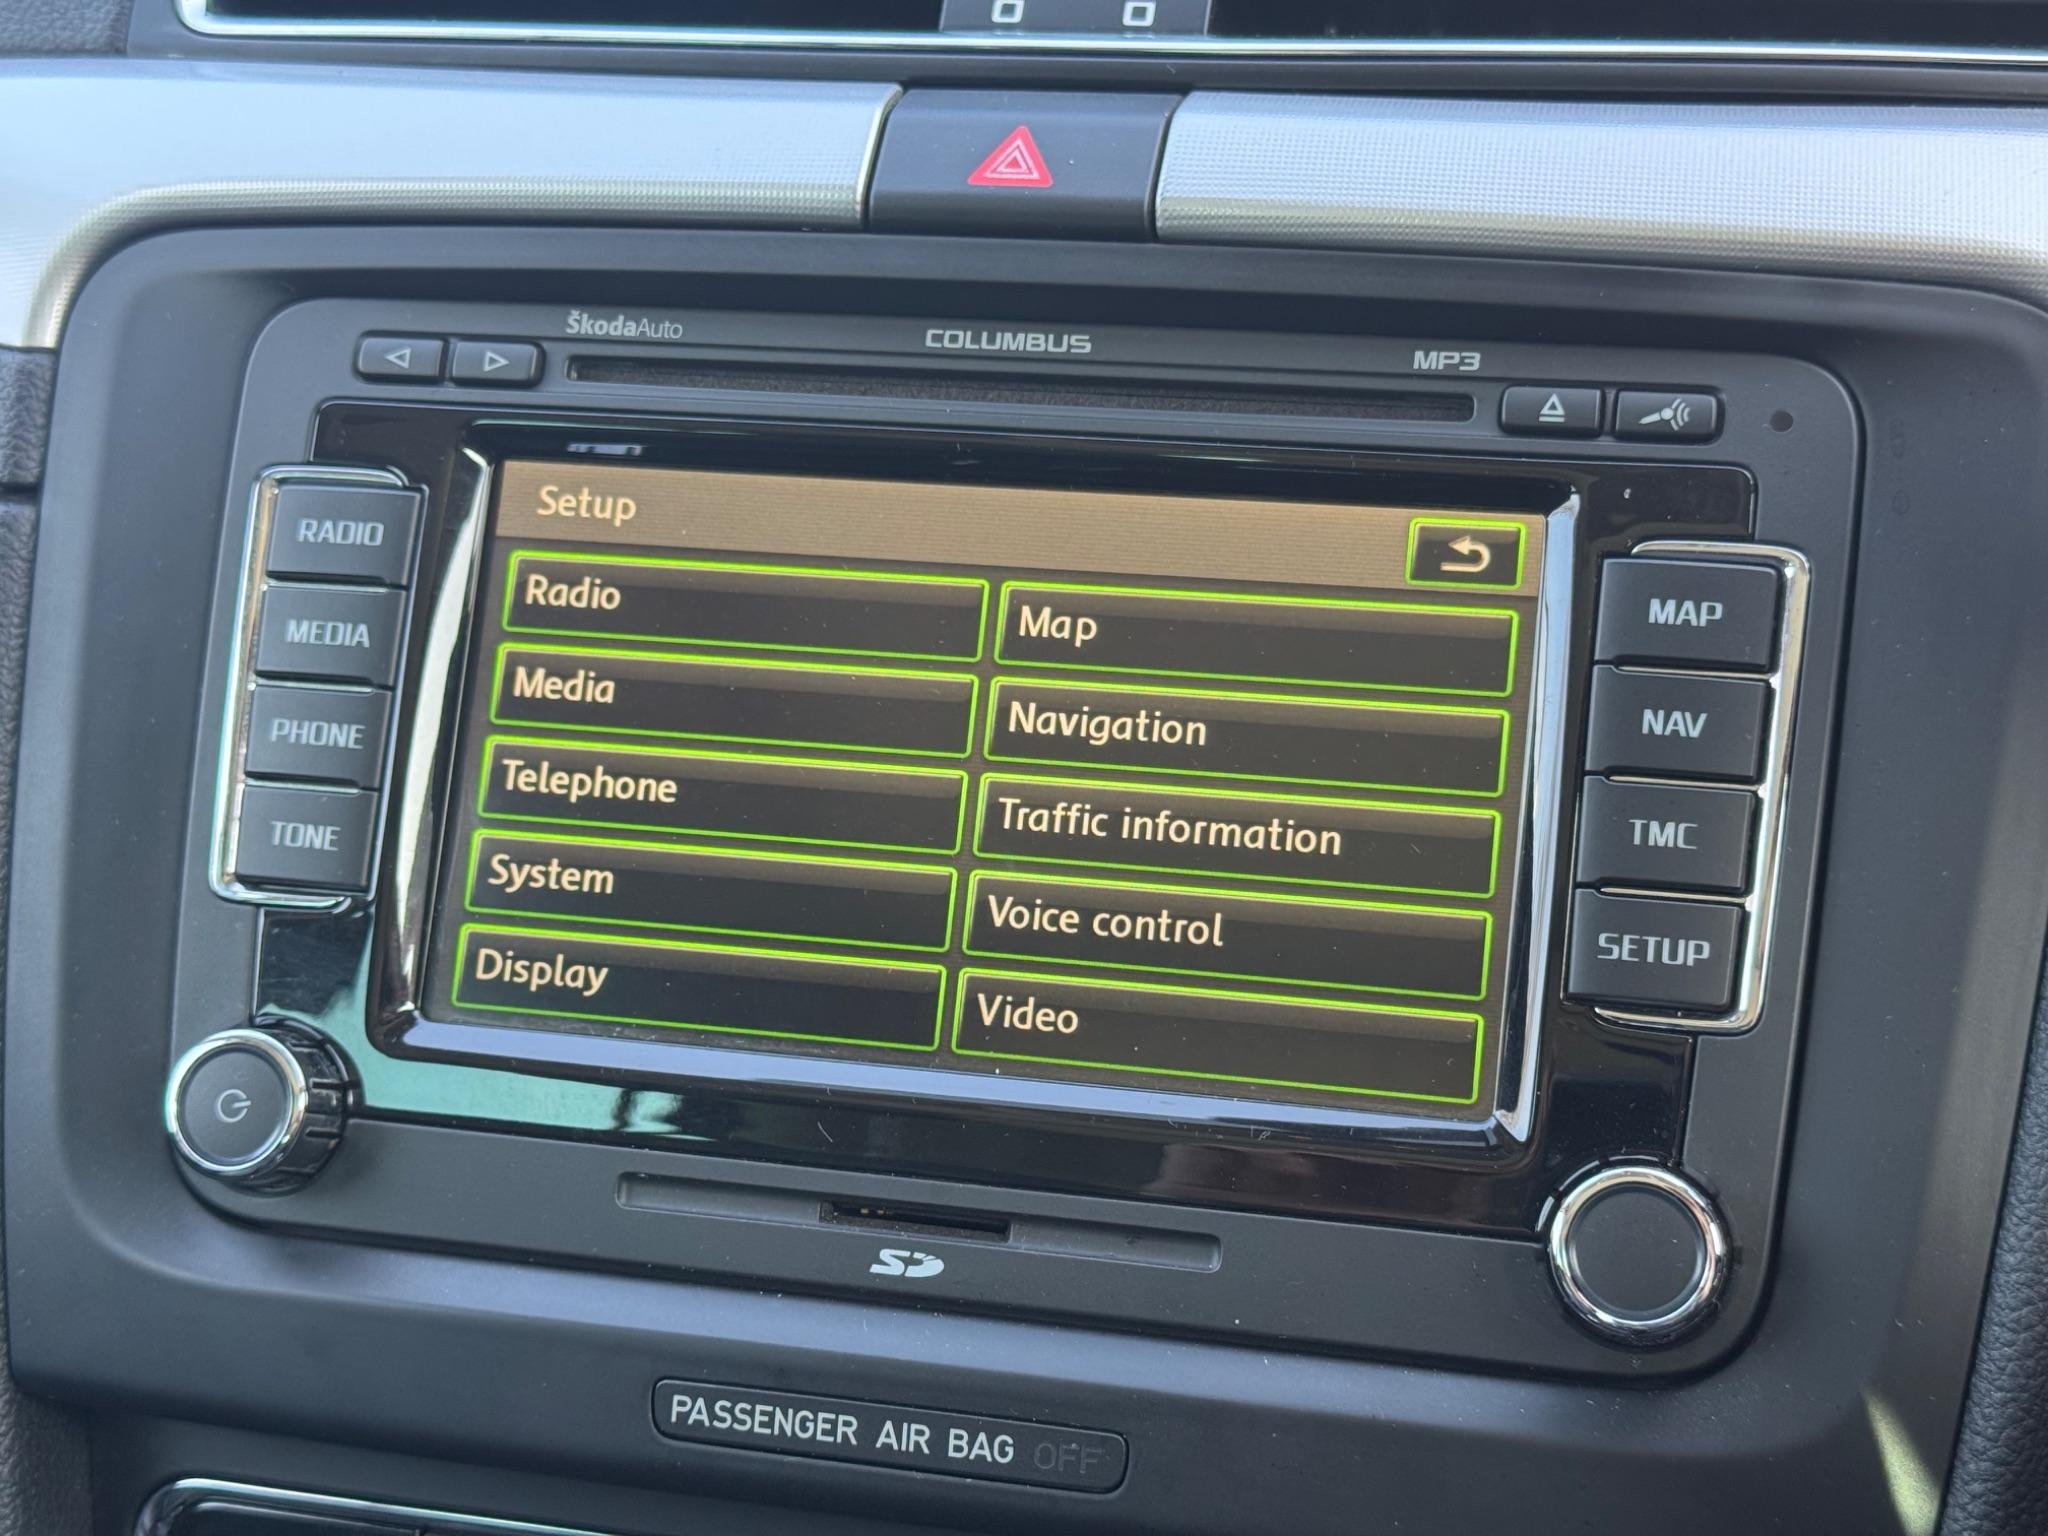 ŠkodaAuto
COLUMBUS
MP3
RADIO
MEDIA
PHONE
TONE
Setup
Radio
Media
Telephone
System
Display
Map
Navigation
Traffic information
Voice control
Video
MAP
NAV
TMC
SETUP
SD
PASSENGER AIR BAG OFF